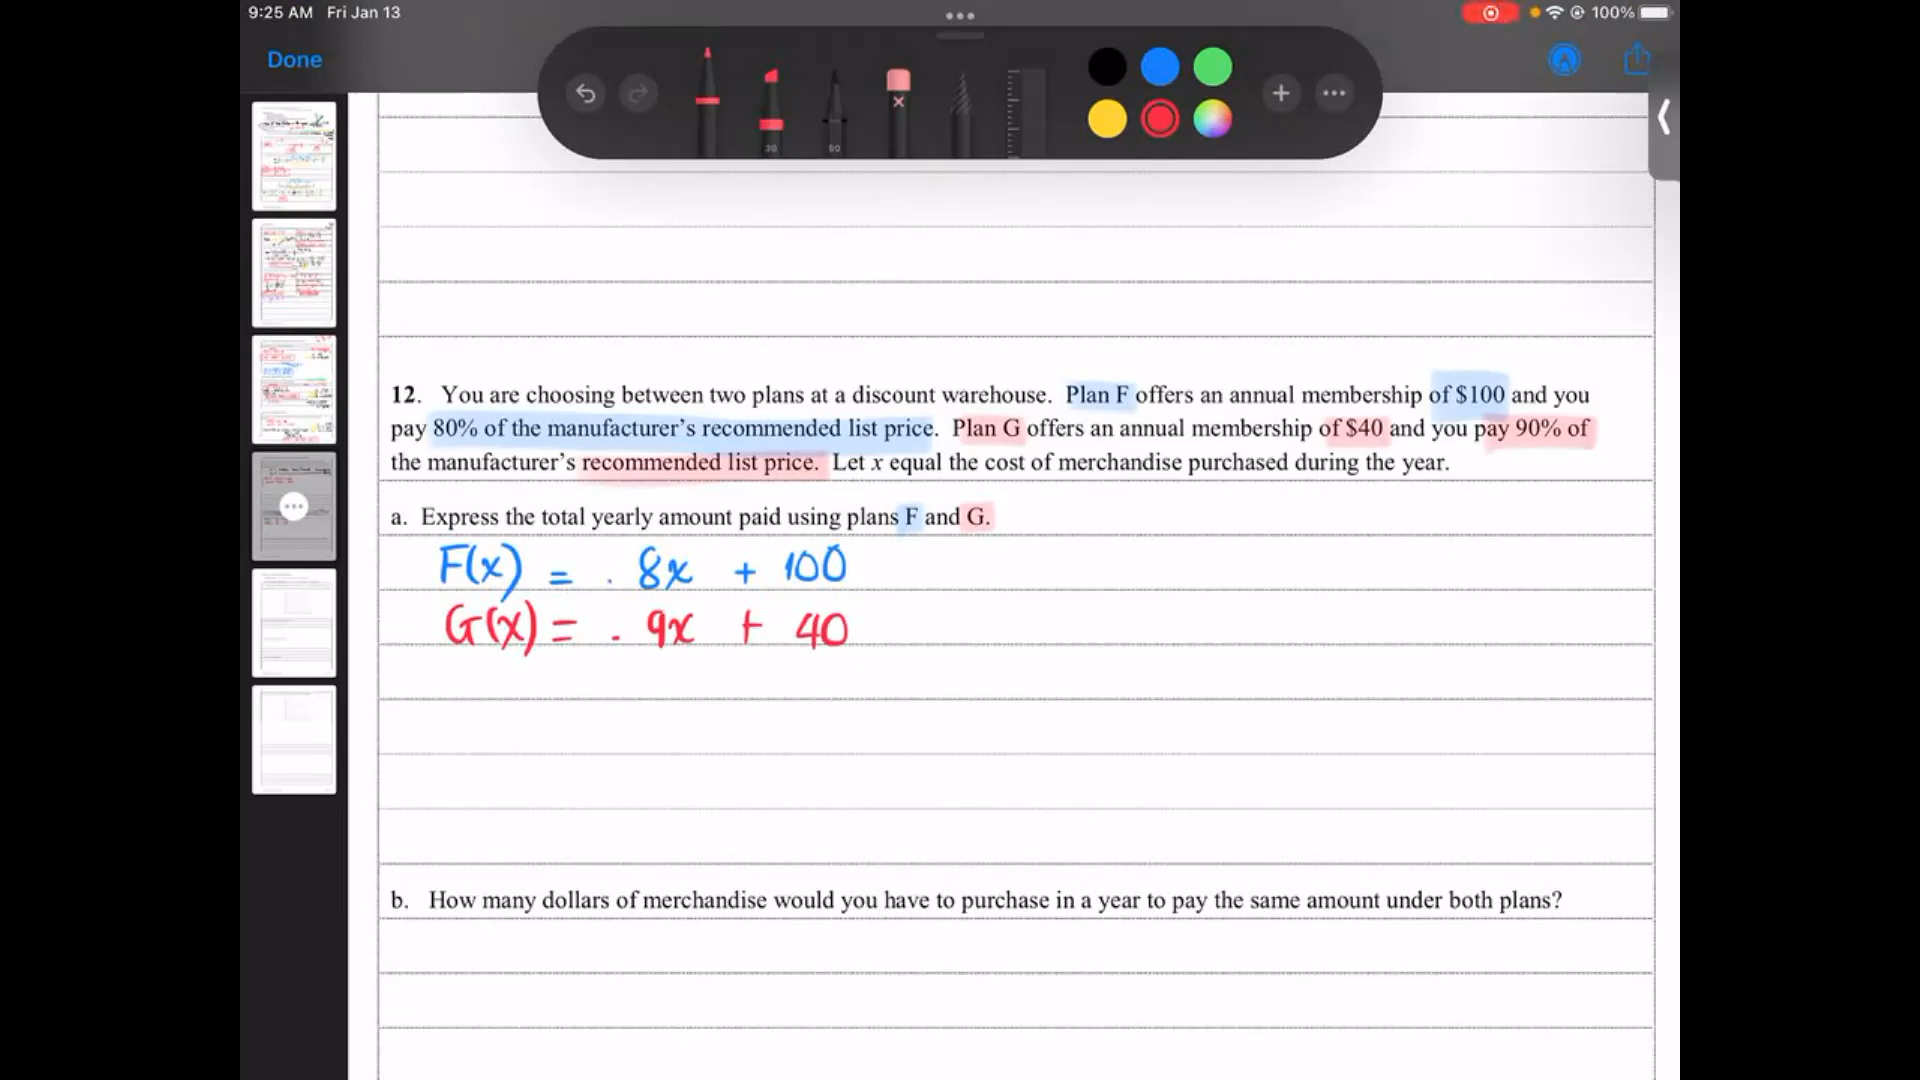 9:25 AM Fri Jan 13
100%
Done
20
80
12. You are choosing between two plans at a discount warehouse. Plan F offers an annual membership of $100 and you
pay 80% of the manufacturer's recommended list price. Plan G offers an annual membership of $40 and you pay 90% of
the manufacturer's recommended list price. Let x equal the cost of merchandise purchased during the year.
a. Express the total yearly amount paid using plans F and G.
F(x) = .8x + 100
G(x) = .9x + 40
b. How many dollars of merchandise would you have to purchase in a year to pay the same amount under both plans?